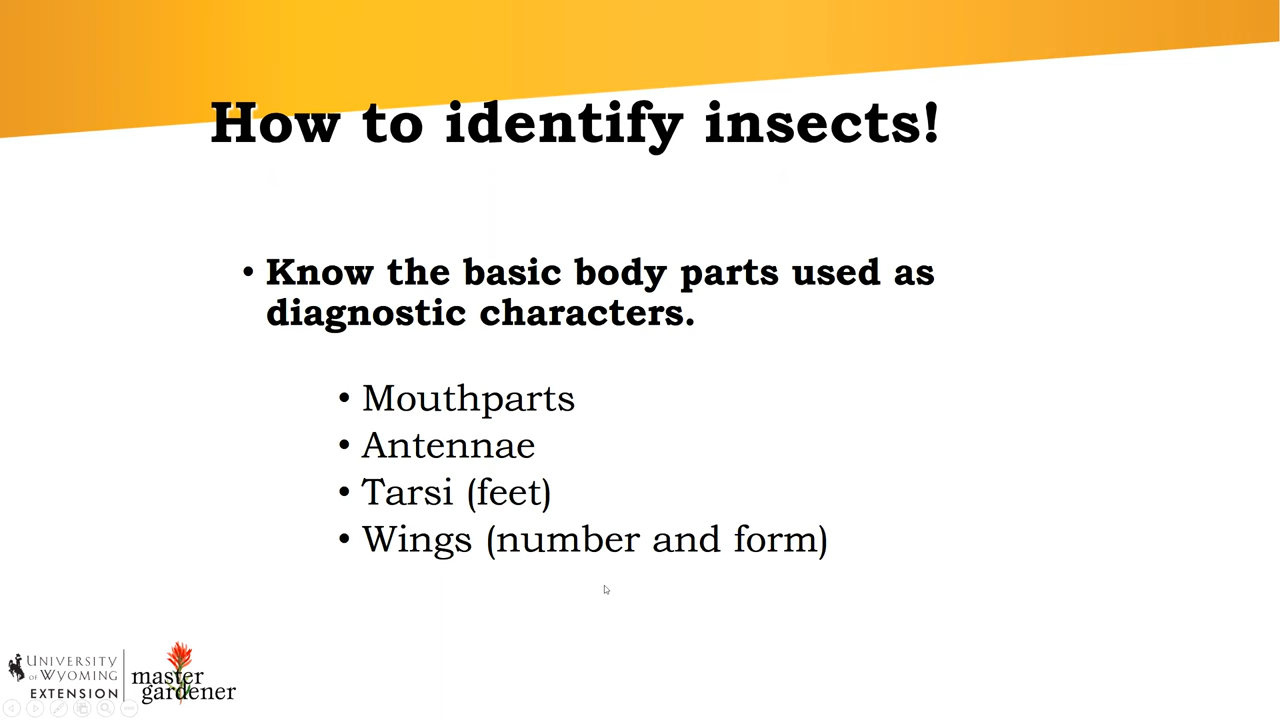 How to identify insects!
• Know the basic body parts used as
diagnostic characters.
• Mouthparts
• Antennae
• Tarsi (feet)
• Wings (number and form)
UNIVERSITY
OF WYOMING
EXTENSION
master
gardener